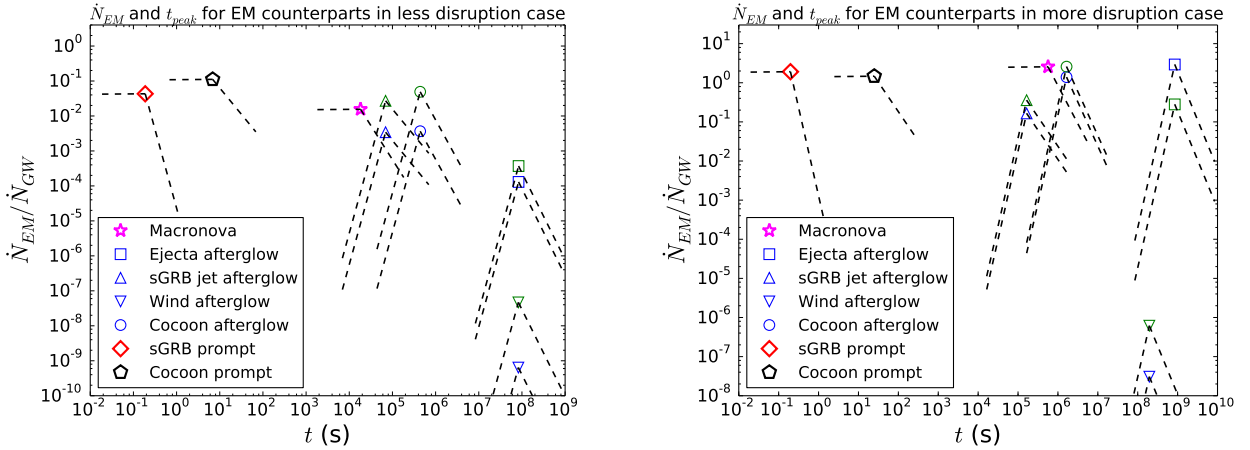 Ṅ_EM and t_peak for EM counterparts in less disruption case
10^0
10^-1
10^-2
10^-3
10^-4
10^-5
10^-6
10^-7
10^-8
10^-9
10^-10
Ṅ_EM/Ṅ_GW
Macronova
Ejecta afterglow
sGRB jet afterglow
Wind afterglow
Cocoon afterglow
sGRB prompt
Cocoon prompt
10^-2 10^-1 10^0 10^1 10^2 10^3 10^4 10^5 10^6 10^7 10^8 10^9
t (s)
Ṅ_EM and t_peak for EM counterparts in more disruption case
10^1
10^0
10^-1
10^-2
10^-3
10^-4
10^-5
10^-6
10^-7
10^-8
Ṅ_EM/Ṅ_GW
Macronova
Ejecta afterglow
sGRB jet afterglow
Wind afterglow
Cocoon afterglow
sGRB prompt
Cocoon prompt
10^-2 10^-1 10^0 10^1 10^2 10^3 10^4 10^5 10^6 10^7 10^8 10^9 10^10
t (s)